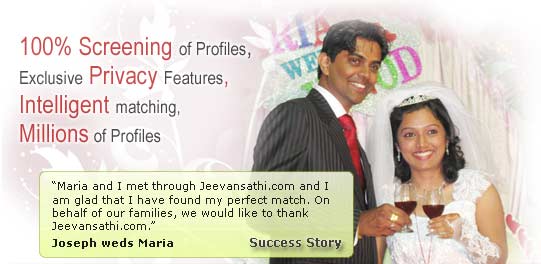 100% Screening of Profiles,
Exclusive Privacy Features,
Intelligent matching,
Millions of Profiles
“Maria and I met through Jeevansathi.com and I
am glad that I have found my perfect match. On
behalf of our families, we would like to thank
Jeevansathi.com.”
Joseph weds Maria Success Story